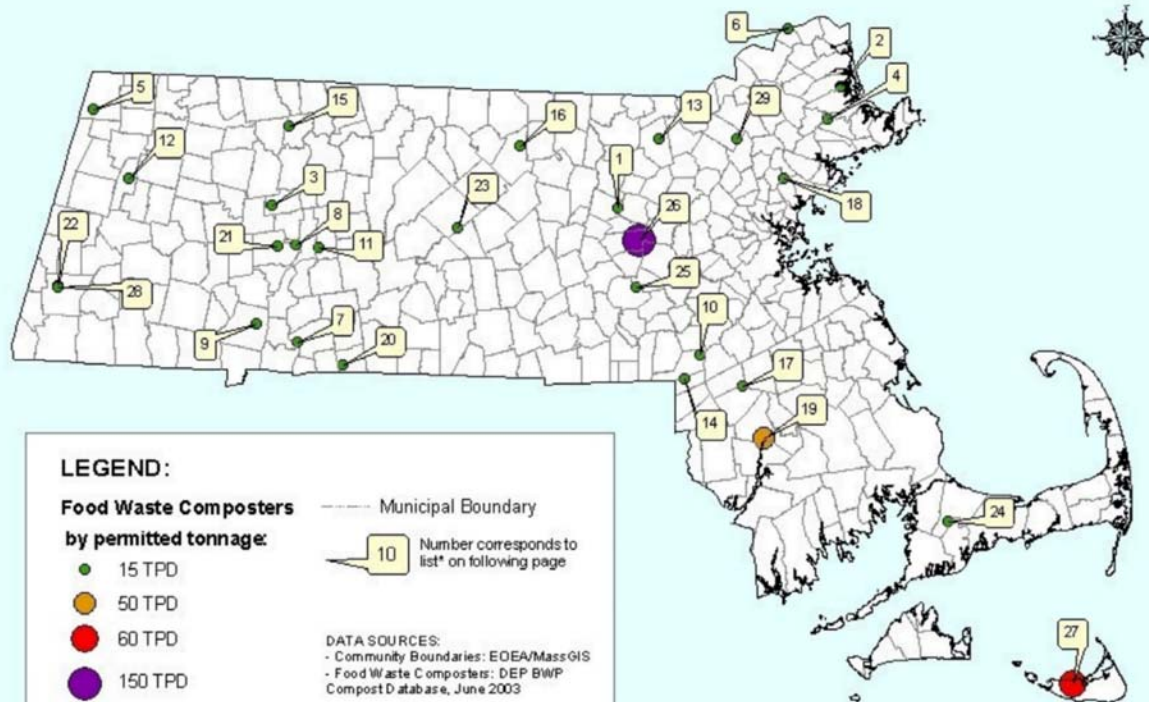 6
2
4
5
15
16
13
29
12
3
1
18
23
26
22
21
8
11
28
25
9
7
20
10
17
14
19
24
27
LEGEND:
Food Waste Composters
by permitted tonnage:
15 TPD
50 TPD
60 TPD
150 TPD
Municipal Boundary
10
Number corresponds to
list* on following page
DATA SOURCES:
- Community Boundaries: EOEA/MassGIS
- Food Waste Composters: DEP BWP
Compost Database, June 2003